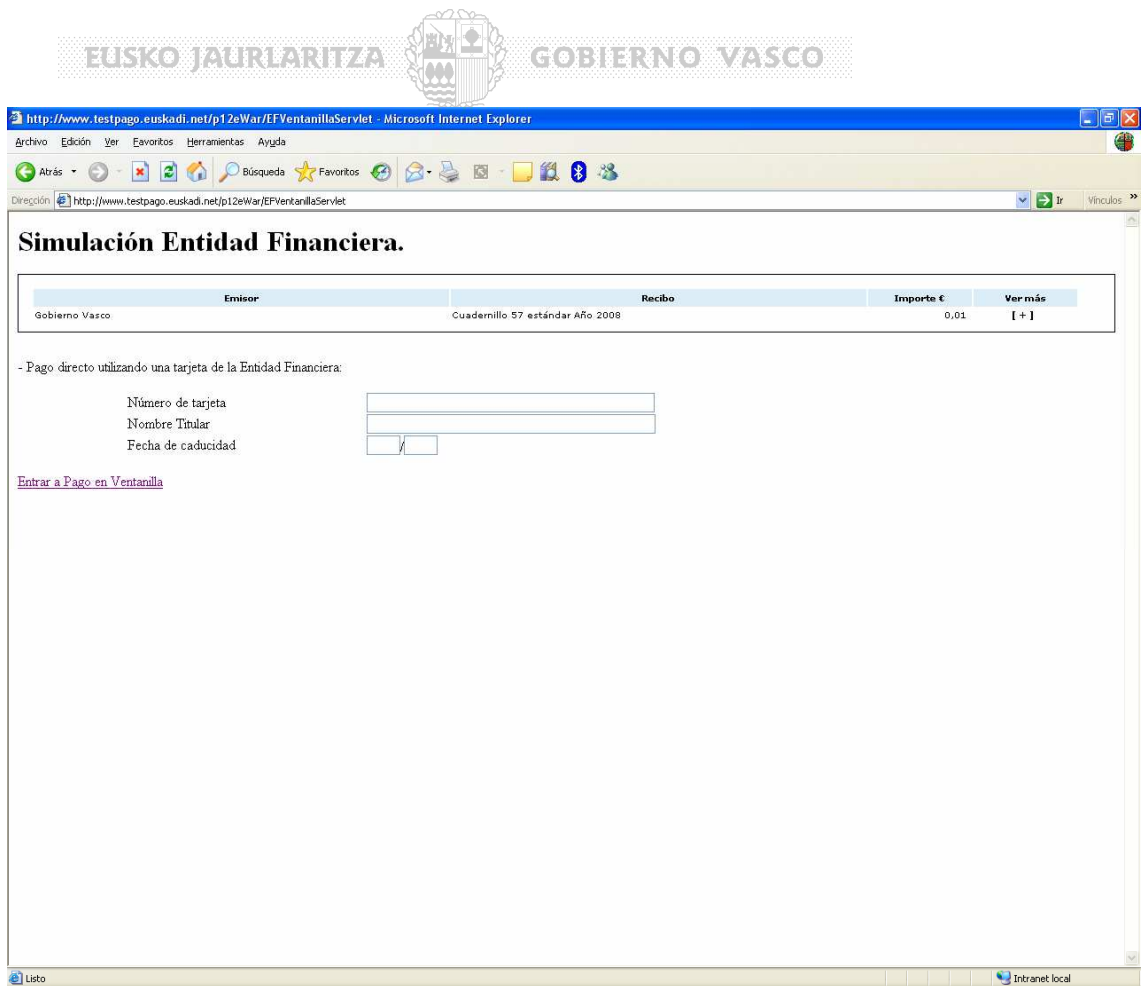 EUSKO JAURLARITZA GOBIERNO VASCO
http://www.testpago.euskadi.net/p12eWar/EFVentanillaServlet - Microsoft Internet Explorer
Archivo Edición Ver Favoritos Herramientas Ayuda
Atrás Búsqueda Favoritos
Dirección http://www.testpago.euskadi.net/p12eWar/EFVentanillaServlet Ir Vínculos »
Simulación Entidad Financiera.
Emisor Recibo Importe € Ver más
Gobierno Vasco Cuadernillo 57 estándar Año 2008 0,01 [ + ]
- Pago directo utilizando una tarjeta de la Entidad Financiera:
Número de tarjeta
Nombre Titular
Fecha de caducidad /
Entrar a Pago en Ventanilla
Listo Intranet local